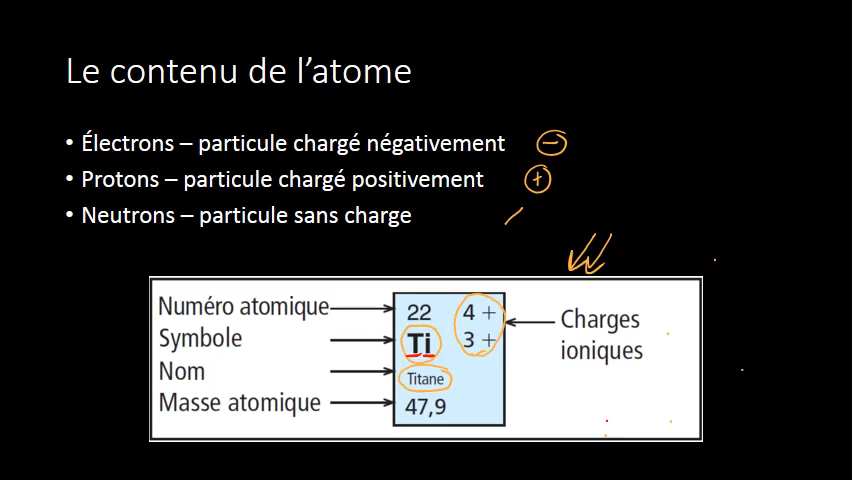 Le contenu de l'atome
• Électrons – particule chargé négativement −
• Protons – particule chargé positivement +
• Neutrons – particule sans charge
Numéro atomique 22 4 +
Symbole Ti 3 + Charges ioniques
Nom Titane
Masse atomique 47,9